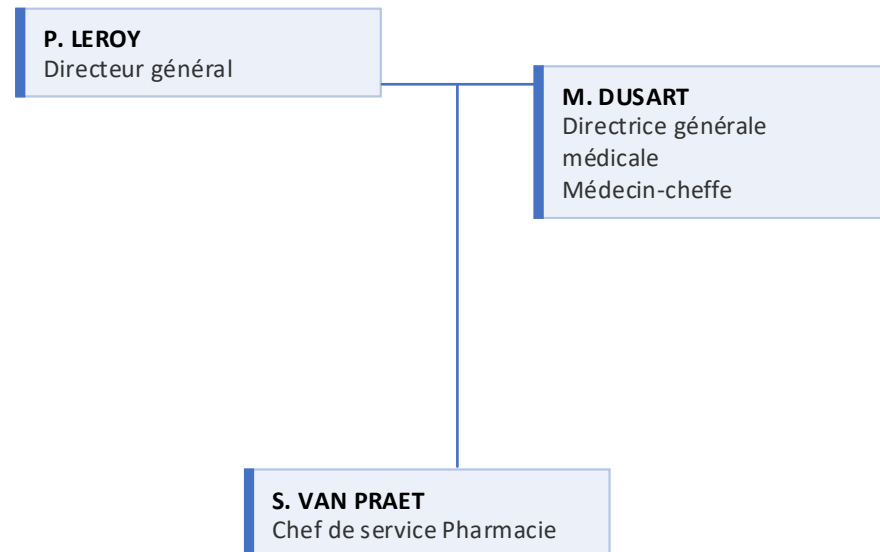 P. LEROY
Directeur général
M. DUSART
Directrice générale
médicale
Médecin-cheffe
S. VAN PRAET
Chef de service Pharmacie